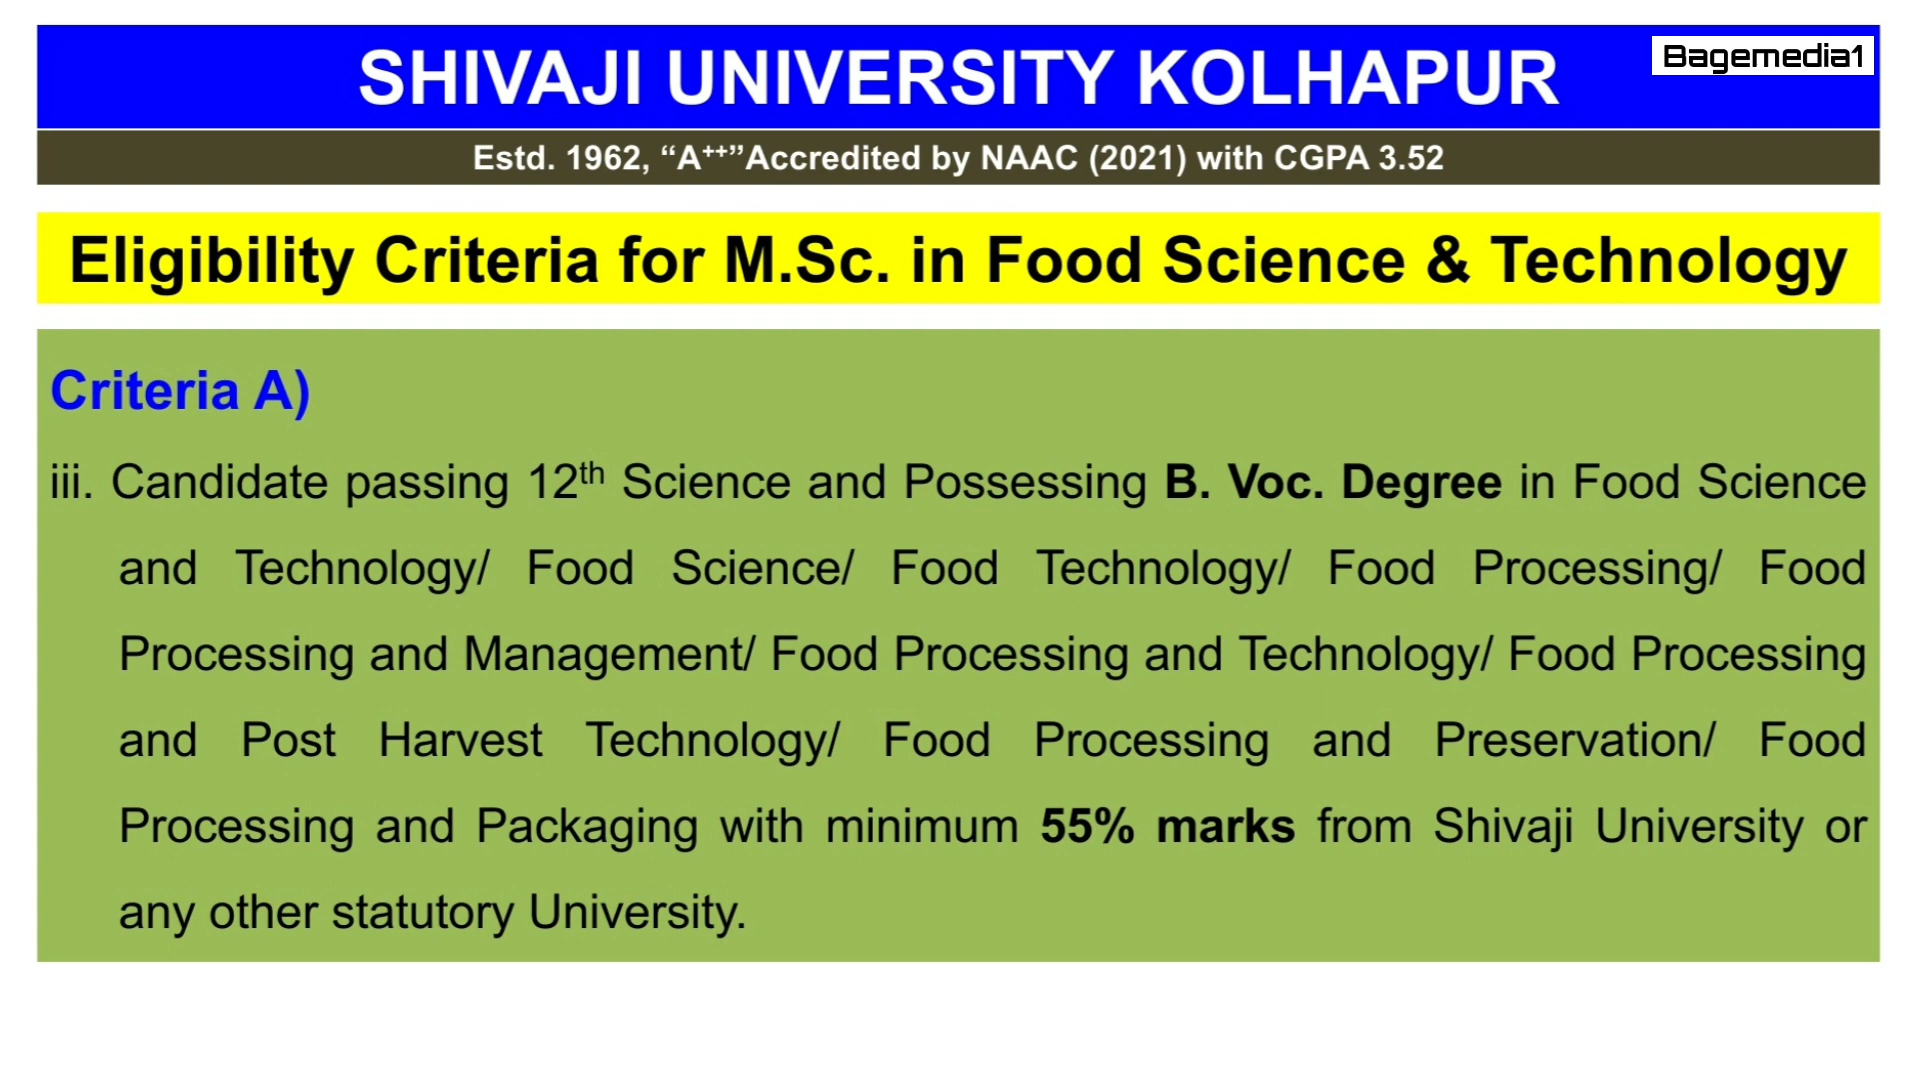 SHIVAJI UNIVERSITY KOLHAPUR
Bagemedia1
Estd. 1962, “A⁺⁺”Accredited by NAAC (2021) with CGPA 3.52
Eligibility Criteria for M.Sc. in Food Science & Technology
Criteria A)
iii. Candidate passing 12ᵗʰ Science and Possessing B. Voc. Degree in Food Science
and Technology/ Food Science/ Food Technology/ Food Processing/ Food
Processing and Management/ Food Processing and Technology/ Food Processing
and Post Harvest Technology/ Food Processing and Preservation/ Food
Processing and Packaging with minimum 55% marks from Shivaji University or
any other statutory University.